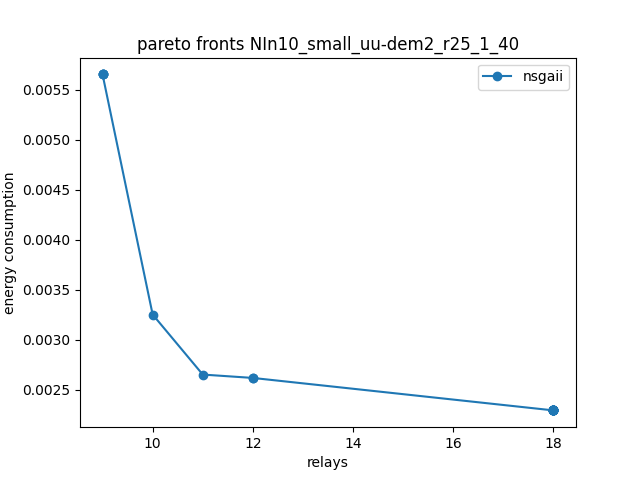 pareto fronts NIn10_small_uu-dem2_r25_1_40
nsgaii
0.0055
0.0050
0.0045
0.0040
0.0035
0.0030
0.0025
energy consumption
10 12 14 16 18
relays